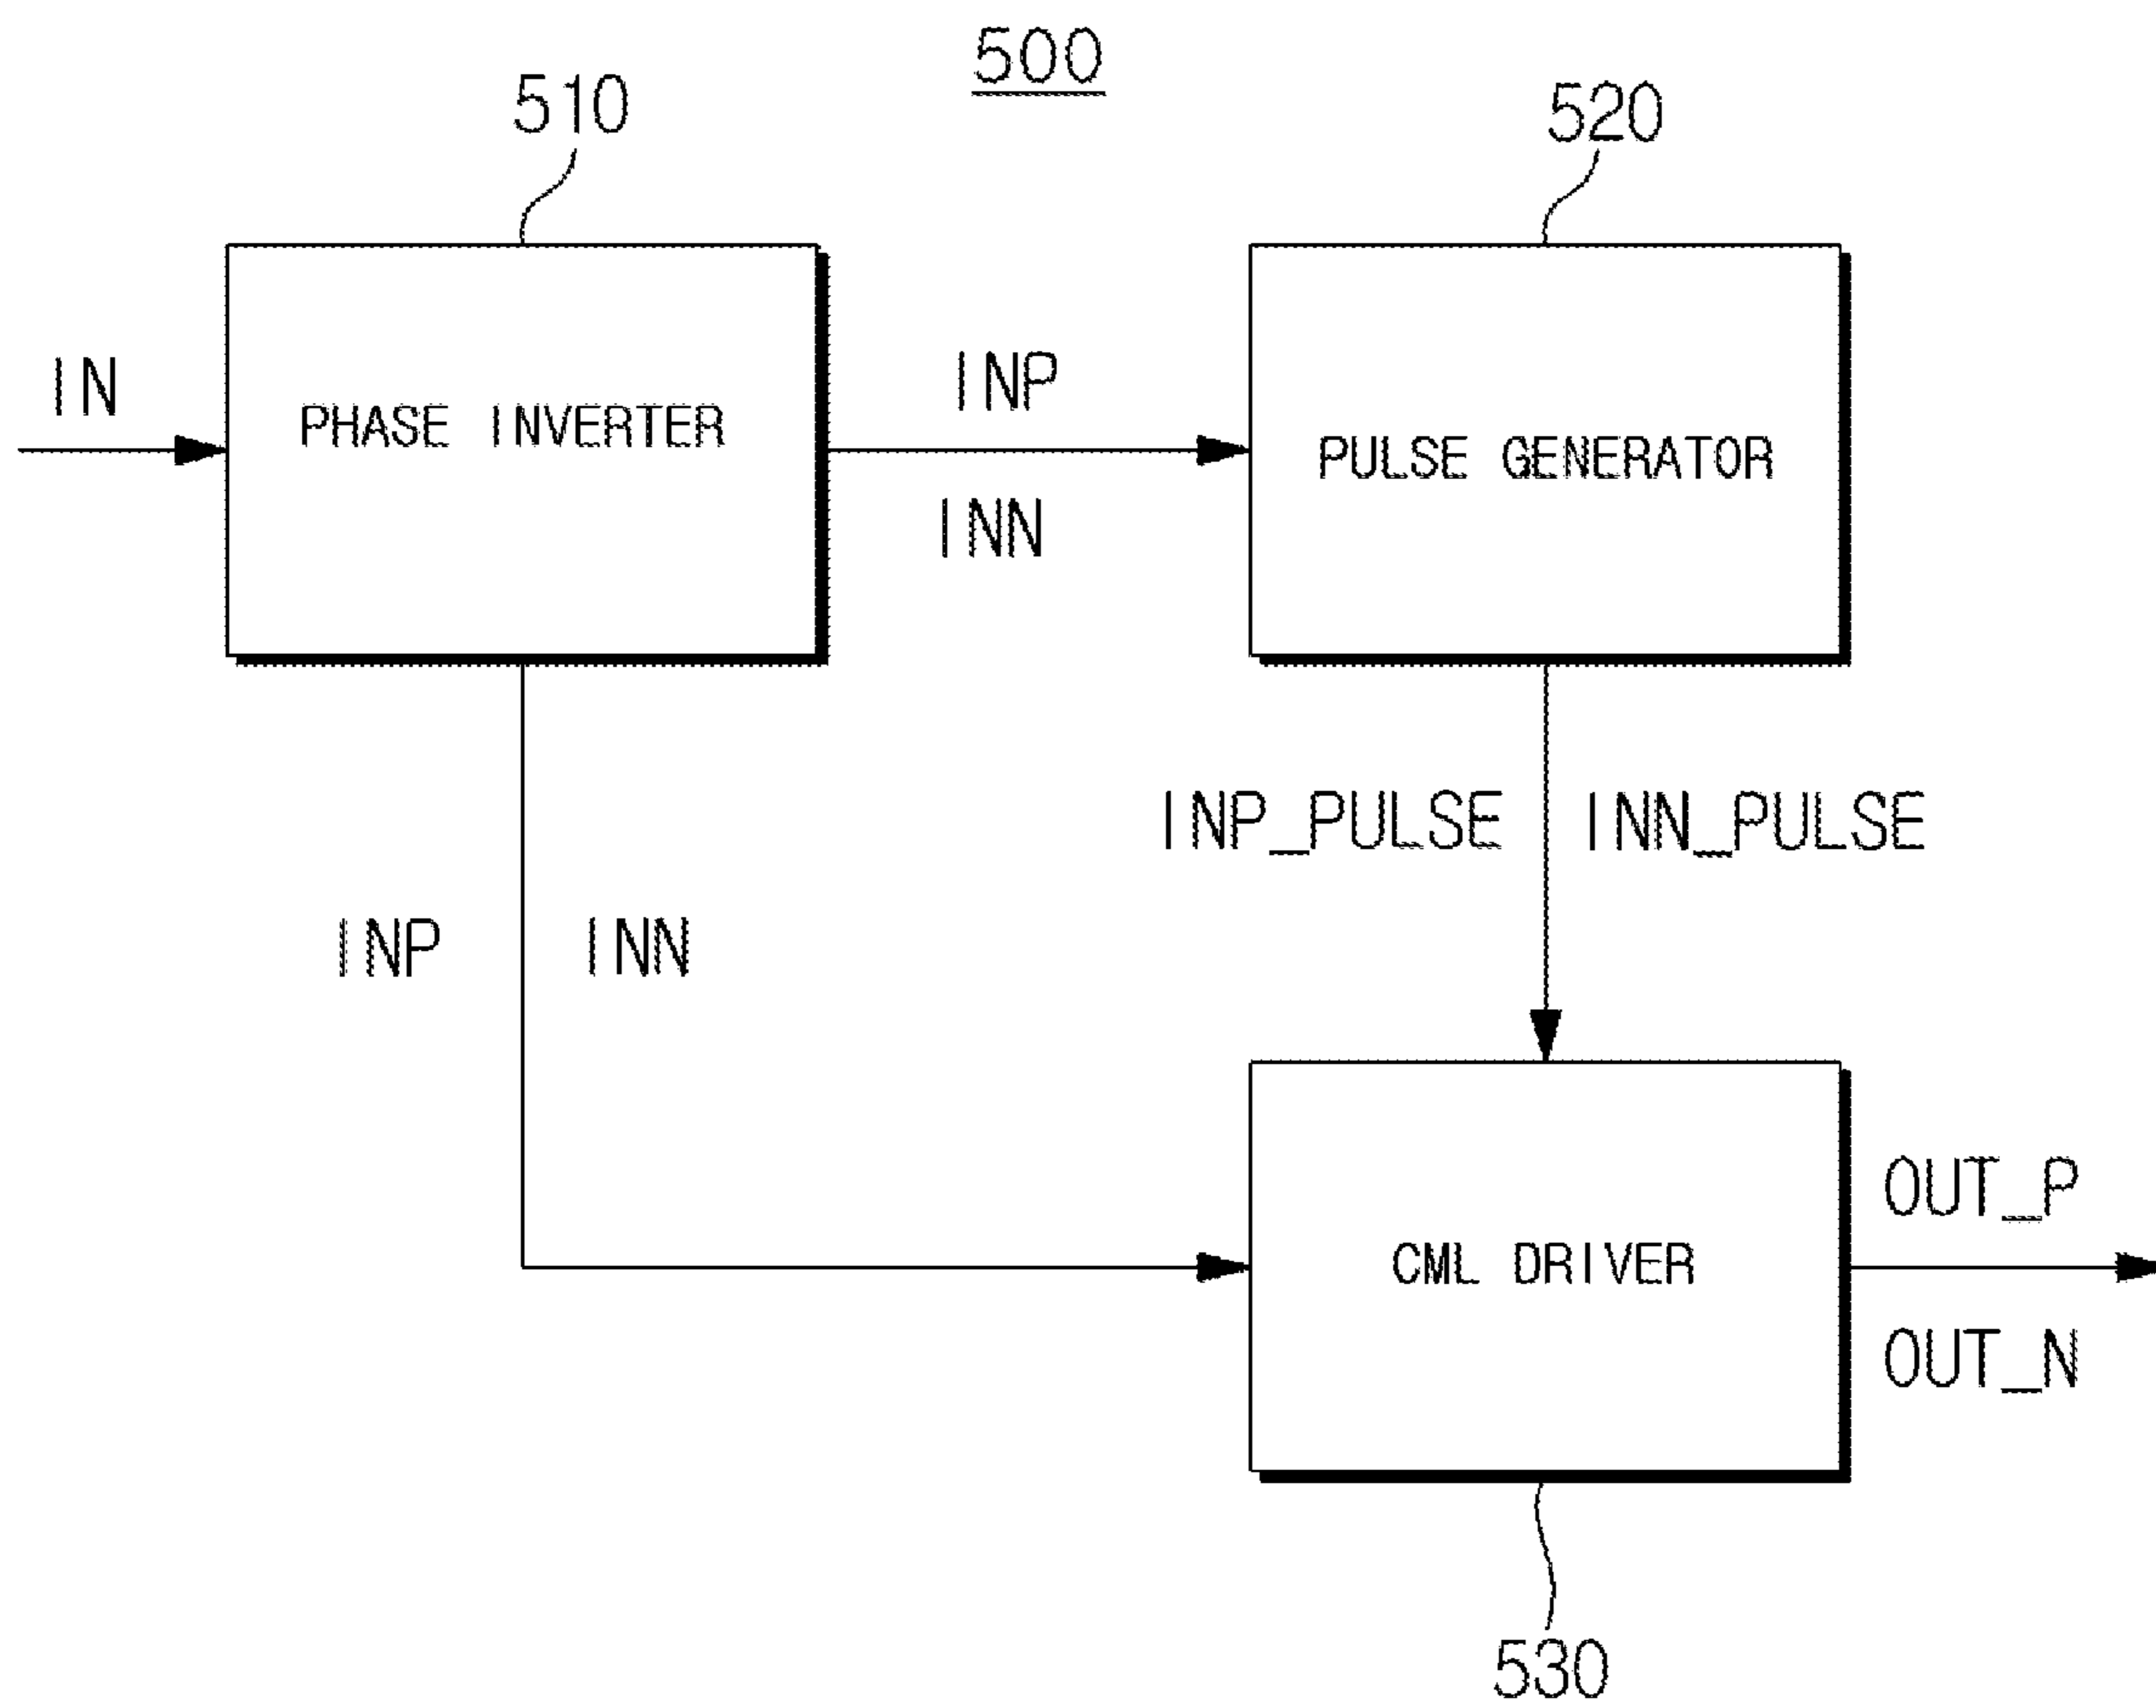 500
510
520
IN
PHASE INVERTER
INP
INN
PULSE GENERATOR
INP_PULSE
INN_PULSE
INP
INN
CML DRIVER
OUT_P
OUT_N
530